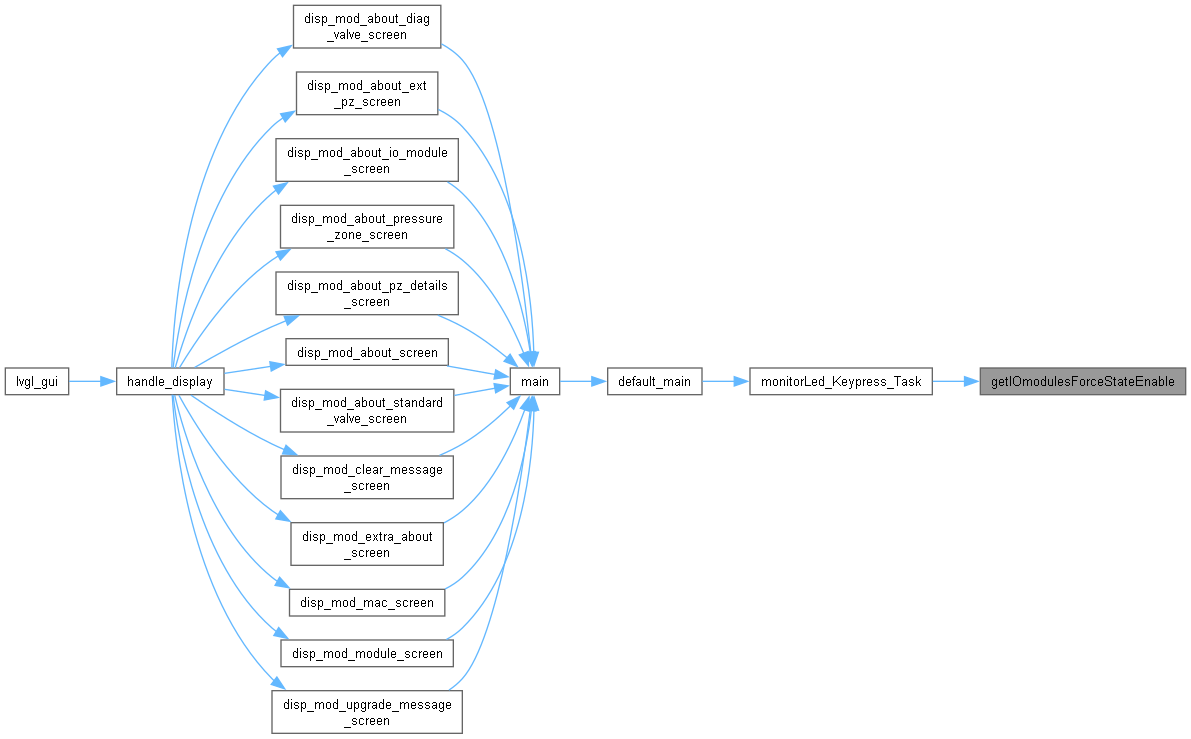 disp_mod_about_diag
_valve_screen
disp_mod_about_ext
_pz_screen
disp_mod_about_io_module
_screen
disp_mod_about_pressure
_zone_screen
disp_mod_about_pz_details
_screen
disp_mod_about_screen
lvgl_gui
handle_display
main
default_main
monitorLed_Keypress_Task
getIOmodulesForceStateEnable
disp_mod_about_standard
_valve_screen
disp_mod_clear_message
_screen
disp_mod_extra_about
_screen
disp_mod_mac_screen
disp_mod_module_screen
disp_mod_upgrade_message
_screen